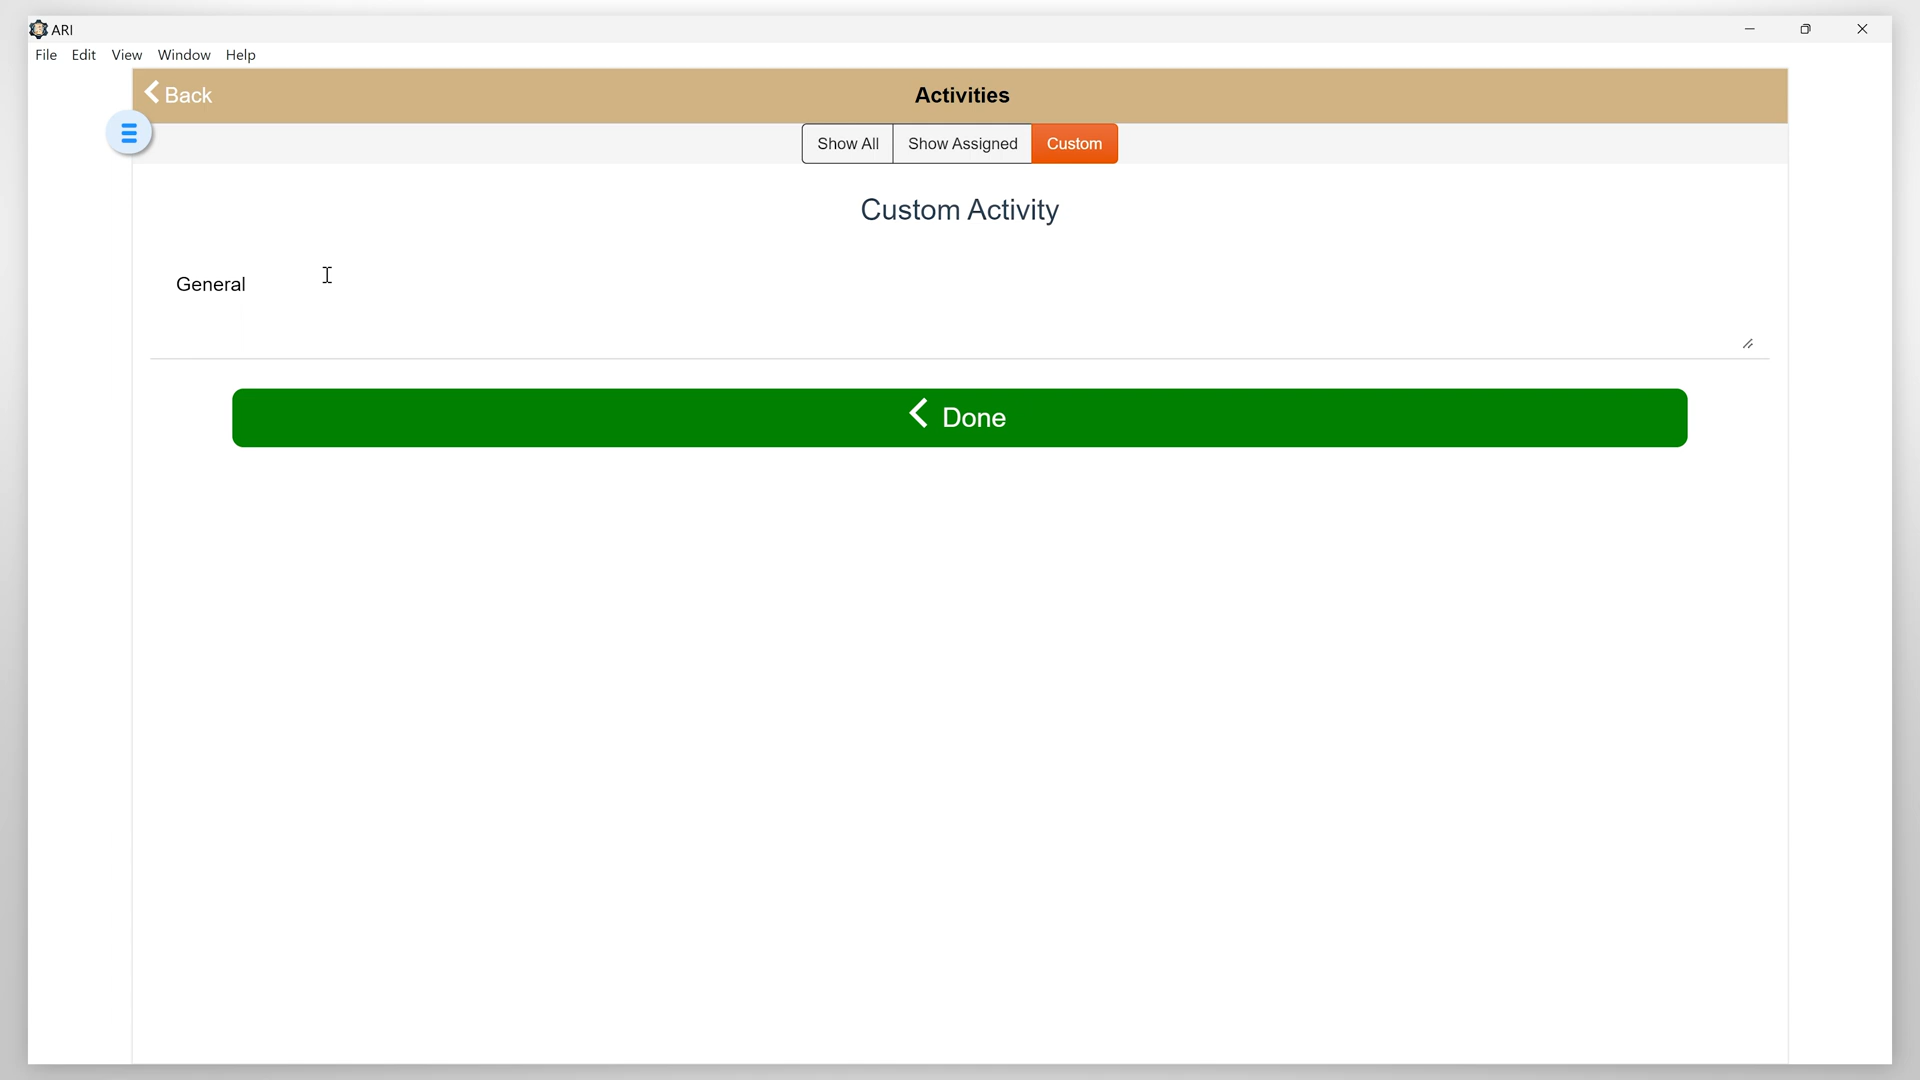 ARI
File Edit View Window Help
Back
Activities
Show All Show Assigned Custom
Custom Activity
General
Done